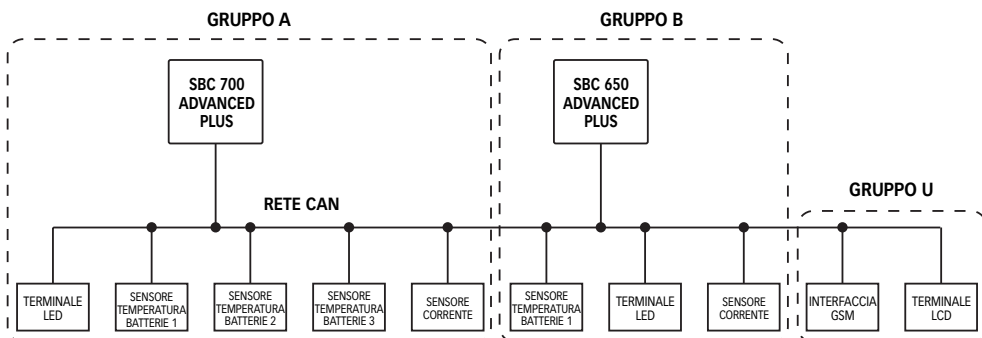 GRUPPO A
GRUPPO B
SBC 700
ADVANCED
PLUS
SBC 650
ADVANCED
PLUS
GRUPPO U
RETE CAN
TERMINALE
LED
SENSORE
TEMPERATURA
BATTERIE 1
SENSORE
TEMPERATURA
BATTERIE 2
SENSORE
TEMPERATURA
BATTERIE 3
SENSORE
CORRENTE
SENSORE
TEMPERATURA
BATTERIE 1
TERMINALE
LED
SENSORE
CORRENTE
INTERFACCIA
GSM
TERMINALE
LCD